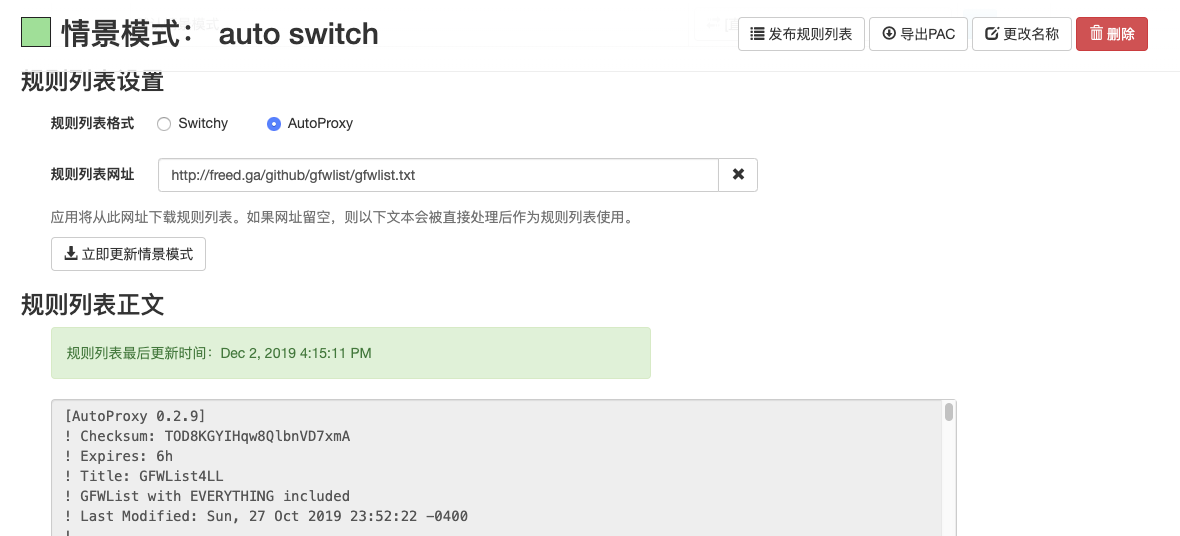 情景模式： auto switch
发布规则列表
导出PAC
更改名称
删除
规则列表设置
规则列表格式 Switchy AutoProxy
规则列表网址 http://freed.ga/github/gfwlist/gfwlist.txt
应用将从此网址下载规则列表。如果网址留空，则以下文本会被直接处理后作为规则列表使用。
立即更新情景模式
规则列表正文
规则列表最后更新时间：Dec 2, 2019 4:15:11 PM
[AutoProxy 0.2.9]
! Checksum: TOD8KGYIHqw8QlbnVD7xmA
! Expires: 6h
! Title: GFWList4LL
! GFWList with EVERYTHING included
! Last Modified: Sun, 27 Oct 2019 23:52:22 -0400
!